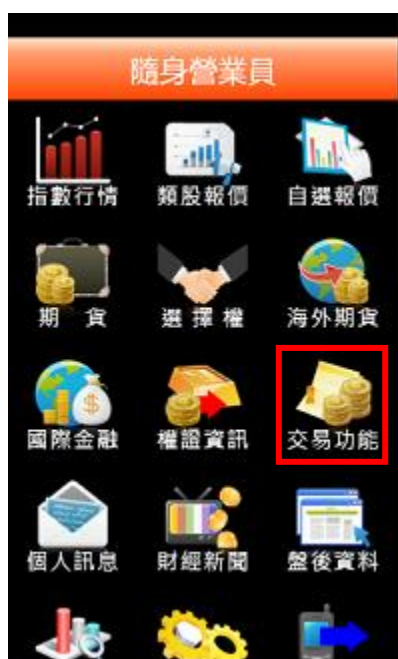 隨身營業員
指數行情 類股報價 自選報價
期 貨 選擇權 海外期貨
國際金融 權證資訊 交易功能
個人訊息 財經新聞 盤後資料